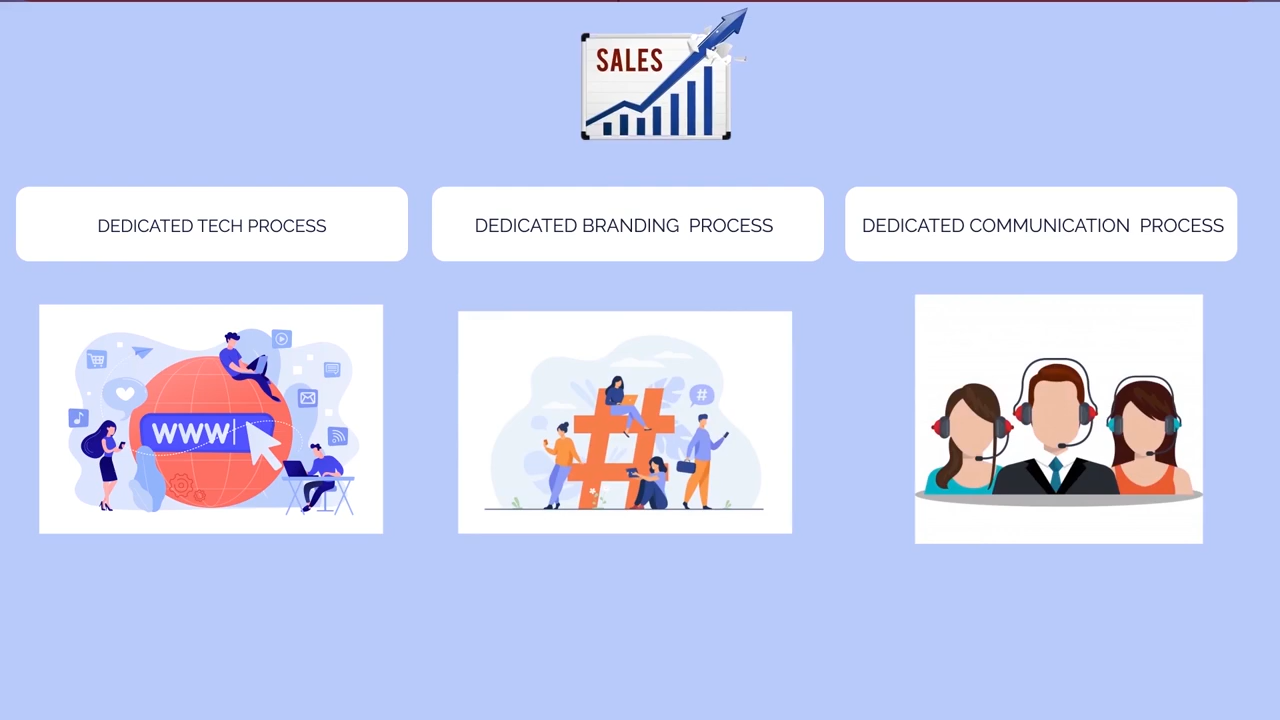 SALES
DEDICATED TECH PROCESS
DEDICATED BRANDING  PROCESS
DEDICATED COMMUNICATION  PROCESS
www
#
#